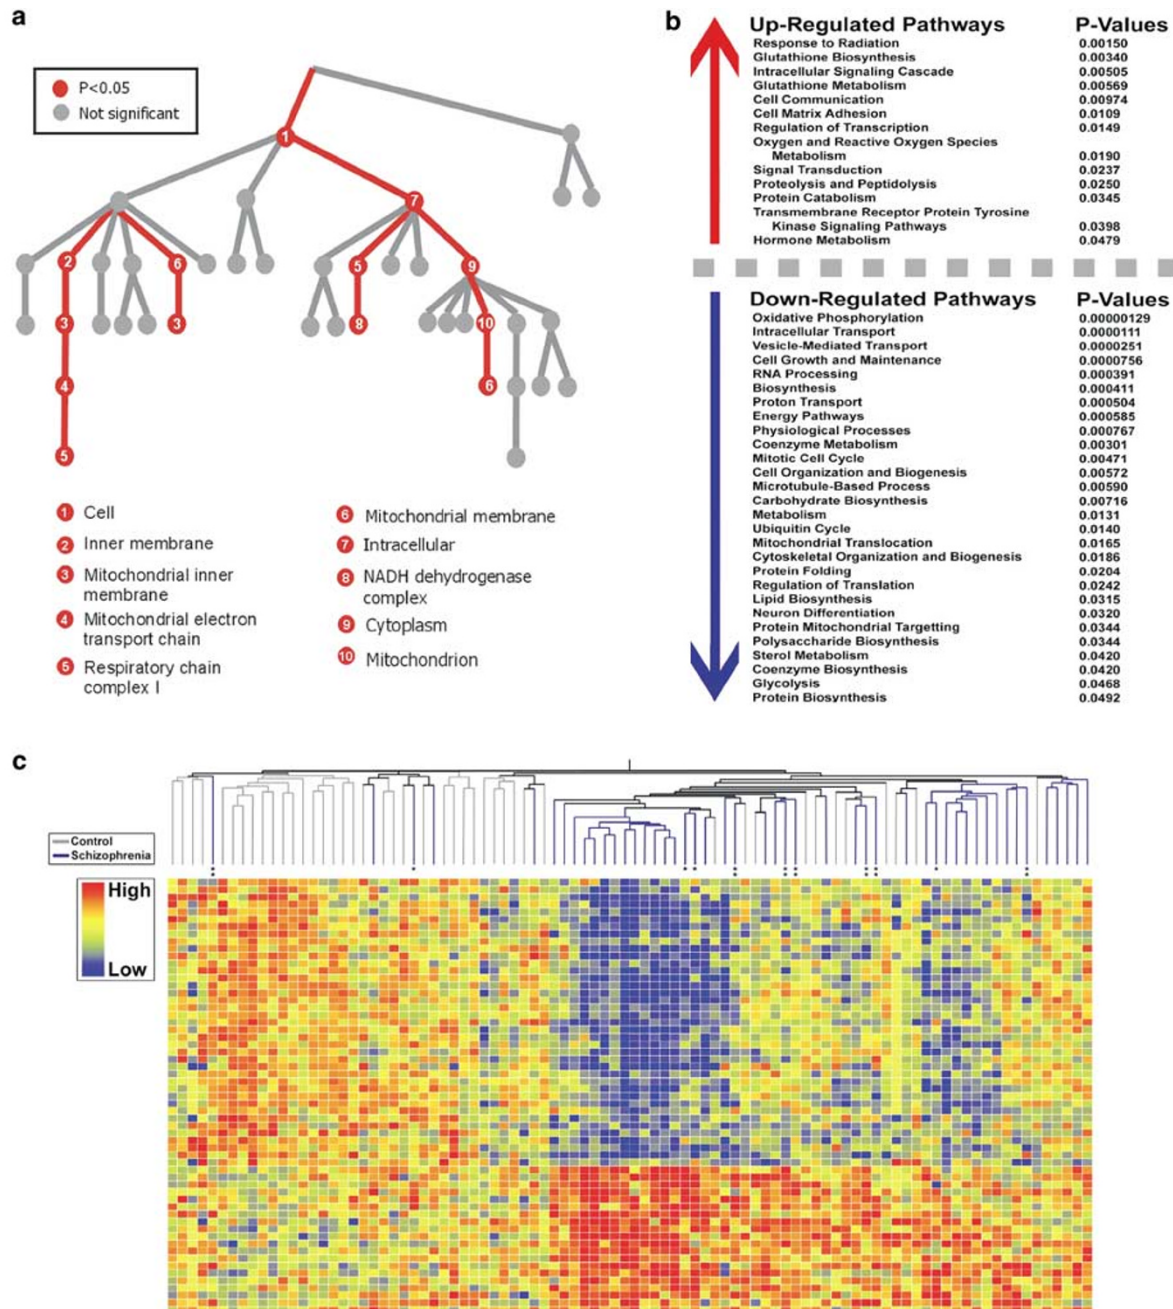 a
P<0.05
Not significant
1
7
2
6
5
9
3
3
8
10
4
6
5
1 Cell
2 Inner membrane
3 Mitochondrial inner
membrane
4 Mitochondrial electron
transport chain
5 Respiratory chain
complex I
6 Mitochondrial membrane
7 Intracellular
8 NADH dehydrogenase
complex
9 Cytoplasm
10 Mitochondrion
b
Up-Regulated Pathways P-Values
Response to Radiation 0.00150
Glutathione Biosynthesis 0.00340
Intracellular Signaling Cascade 0.00505
Glutathione Metabolism 0.00569
Cell Communication 0.00974
Cell Matrix Adhesion 0.0109
Regulation of Transcription 0.0149
Oxygen and Reactive Oxygen Species
Metabolism 0.0190
Signal Transduction 0.0237
Proteolysis and Peptidolysis 0.0250
Protein Catabolism 0.0345
Transmembrane Receptor Protein Tyrosine
Kinase Signaling Pathways 0.0398
Hormone Metabolism 0.0479
Down-Regulated Pathways P-Values
Oxidative Phosphorylation 0.00000129
Intracellular Transport 0.0000111
Vesicle-Mediated Transport 0.0000251
Cell Growth and Maintenance 0.0000756
RNA Processing 0.000391
Biosynthesis 0.000411
Proton Transport 0.000504
Energy Pathways 0.000585
Physiological Processes 0.000767
Coenzyme Metabolism 0.00301
Mitotic Cell Cycle 0.00471
Cell Organization and Biogenesis 0.00572
Microtubule-Based Process 0.00590
Carbohydrate Biosynthesis 0.00716
Metabolism 0.0131
Ubiquitin Cycle 0.0140
Mitochondrial Translocation 0.0165
Cytoskeletal Organization and Biogenesis 0.0186
Protein Folding 0.0204
Regulation of Translation 0.0242
Lipid Biosynthesis 0.0315
Neuron Differentiation 0.0320
Protein Mitochondrial Targetting 0.0344
Polysaccharide Biosynthesis 0.0344
Sterol Metabolism 0.0420
Coenzyme Biosynthesis 0.0420
Glycolysis 0.0468
Protein Biosynthesis 0.0492
c
Control
Schizophrenia
High
Low